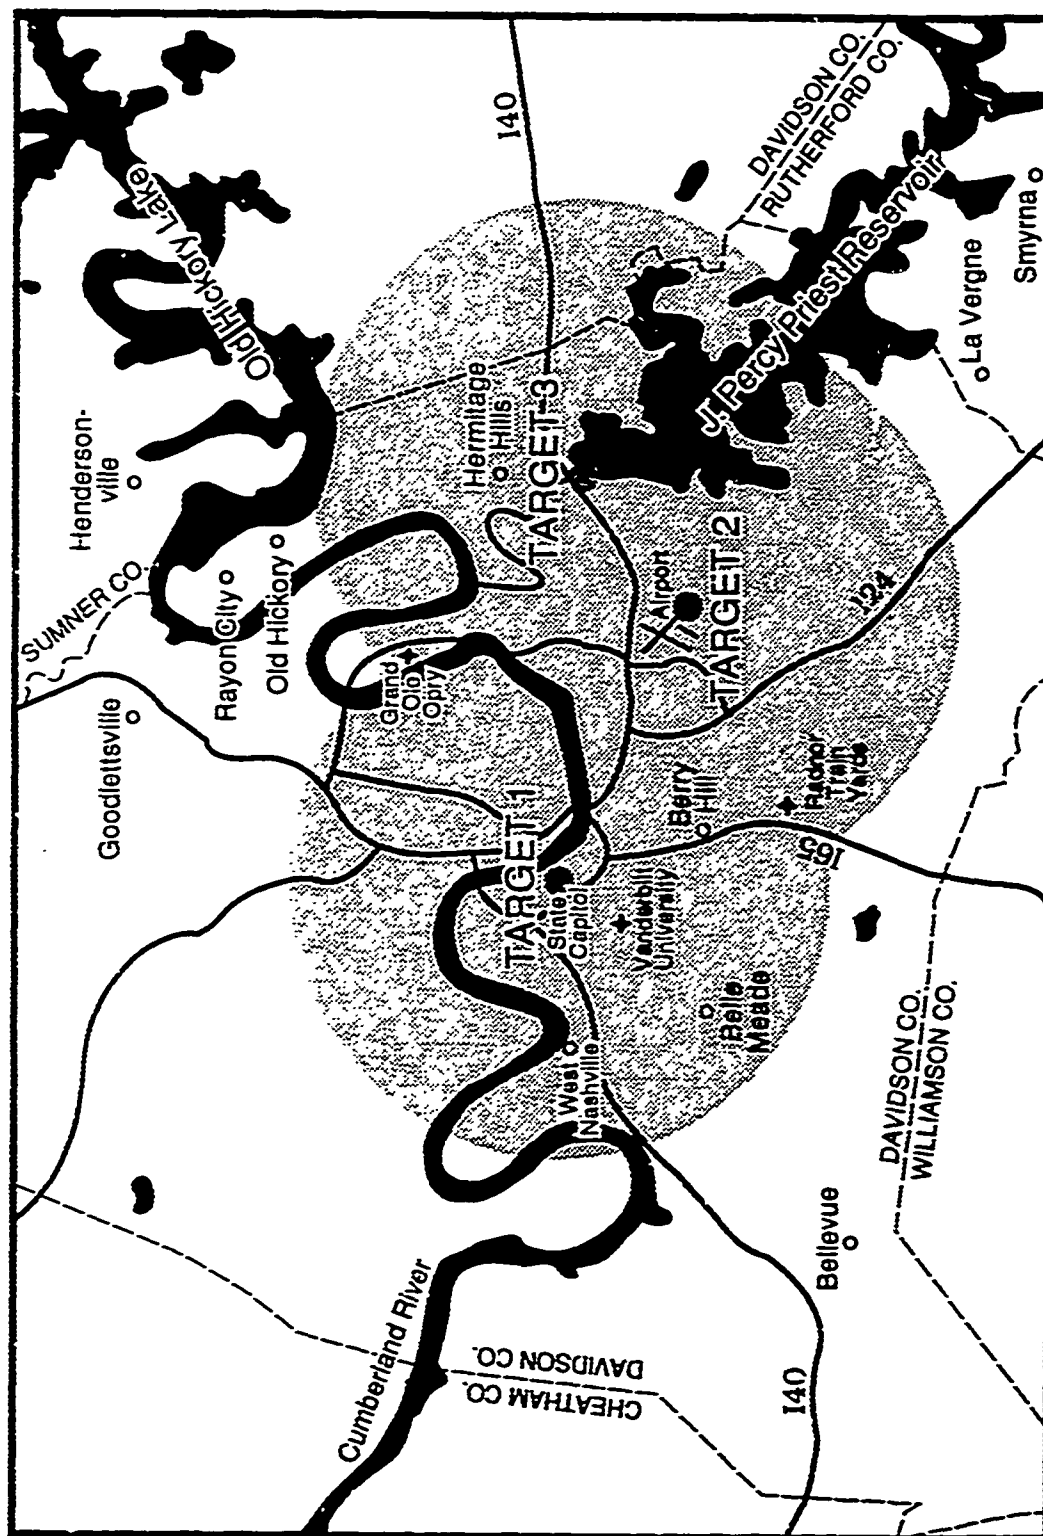 Cumberland River
CHEATHAM CO.
DAVIDSON CO.
I40
Bellevue
DAVIDSON CO.
WILLIAMSON CO.
West
Nashville
Belle
Meade
TARGET 1
State
Capitol
Vanderbilt
University
Goodlettsville
SUMNER CO.
Henderson-
ville
Rayon City
Old Hickory
Old Hickory Lake
Grand
Ole
Opry
Berry
Hill
Radnor
Train
Yards
I65
Airport
TARGET 2
I24
Hermitage
Hills
TARGET 3
I40
J. Percy Priest Reservoir
DAVIDSON CO.
RUTHERFORD CO.
La Vergne
Smyrna